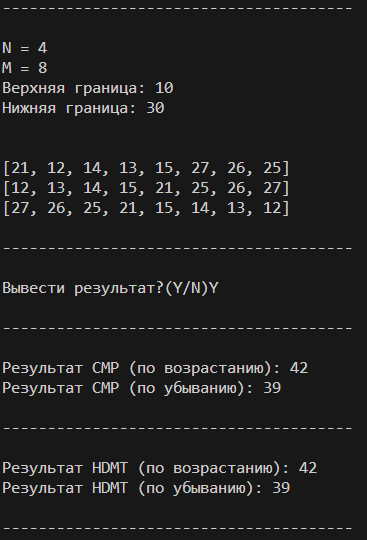 ---------------------------------------
N = 4
M = 8
Верхняя граница: 10
Нижняя граница: 30
[21, 12, 14, 13, 15, 27, 26, 25]
[12, 13, 14, 15, 21, 25, 26, 27]
[27, 26, 25, 21, 15, 14, 13, 12]
---------------------------------------
Вывести результат?(Y/N)Y
---------------------------------------
Результат CMP (по возрастанию): 42
Результат CMP (по убыванию): 39
---------------------------------------
Результат HDMT (по возрастанию): 42
Результат HDMT (по убыванию): 39
---------------------------------------